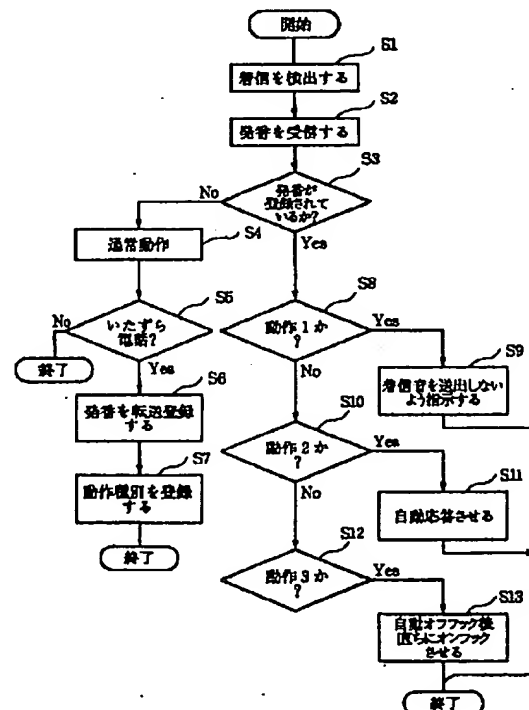 開始
S1
着信を検出する
S2
発番を受信する
S3
発番が
登録されて
いるか?
No
Yes
S4
通常動作
S5
いたずら
電話?
No
終了
Yes
S6
発番を転送登録
する
S7
動作種別を登録
する
終了
S8
動作1か
?
Yes
No
S9
着信音を送出しない
よう指示する
S10
動作2か
?
Yes
No
S11
自動応答させる
S12
動作3か
?
Yes
S13
自動オフフック後
直ちにオンフック
させる
終了